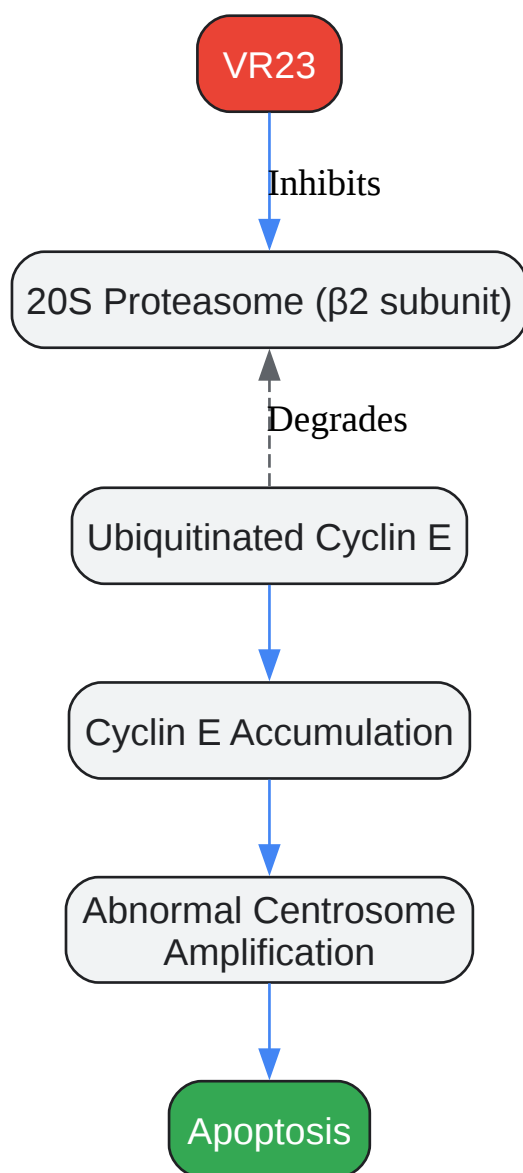 VR23
Inhibits
20S Proteasome (β2 subunit)
Degrades
Ubiquitinated Cyclin E
Cyclin E Accumulation
Abnormal Centrosome
Amplification
Apoptosis